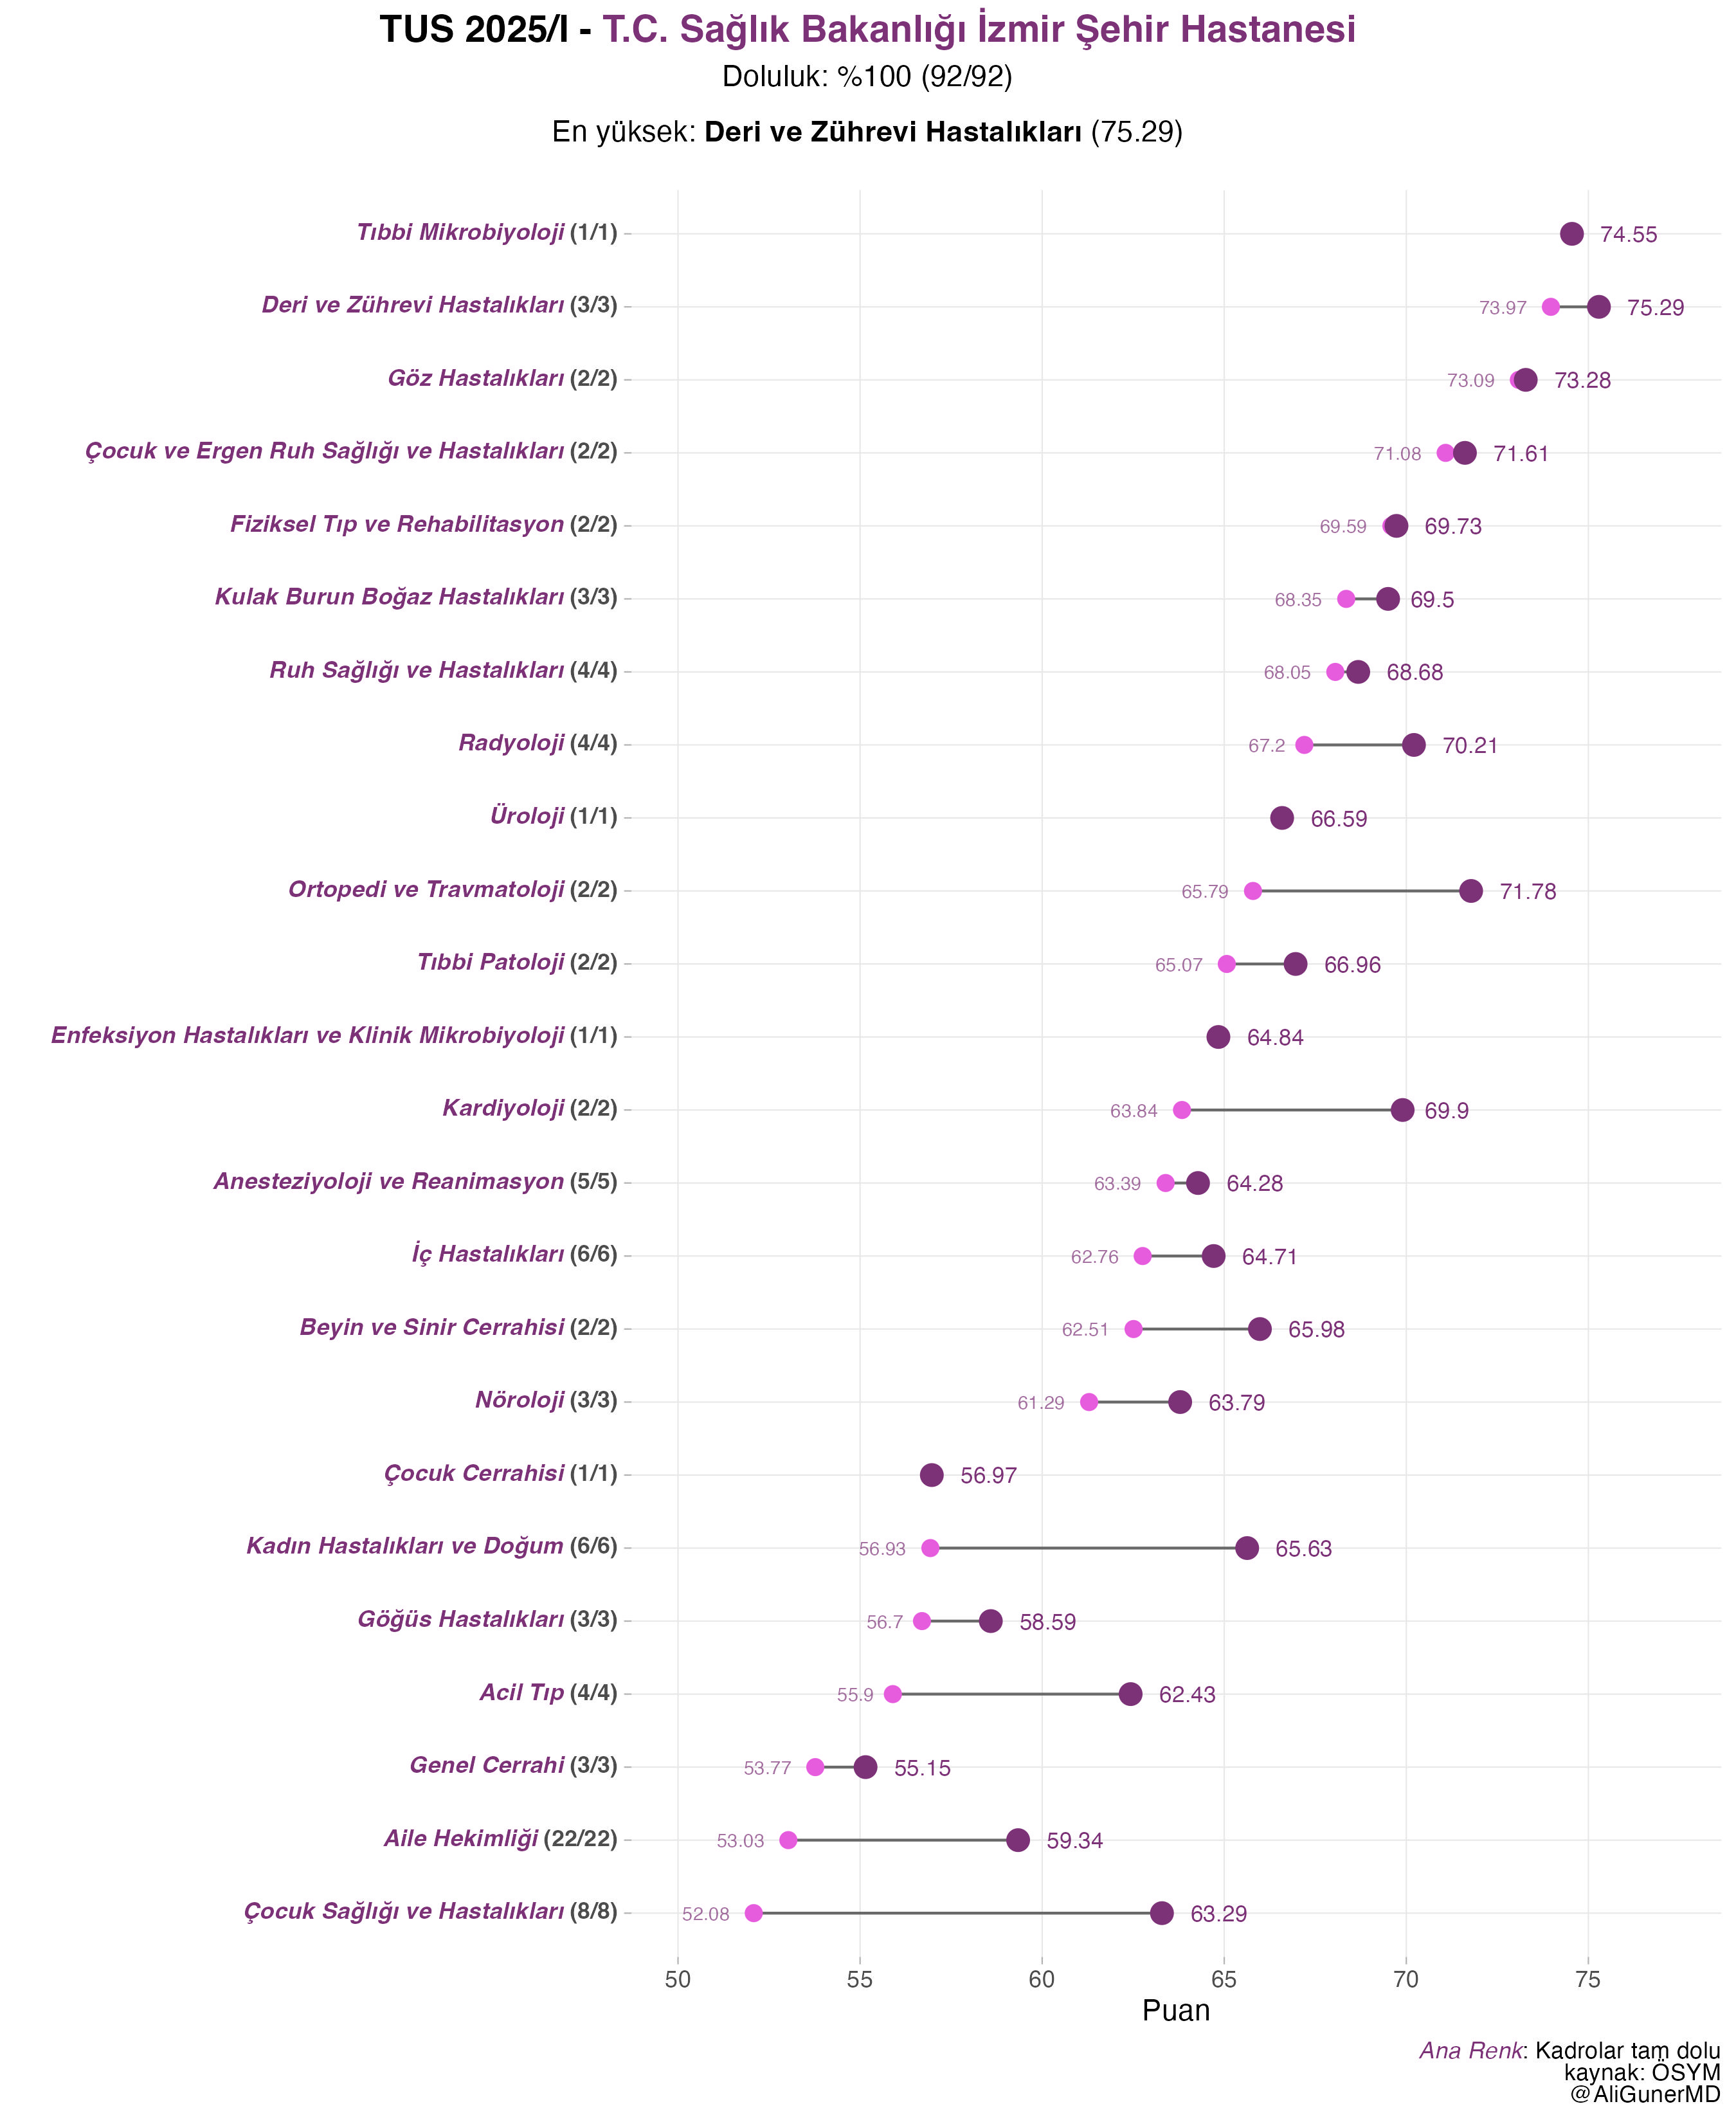 TUS 2025/I - T.C. Sağlık Bakanlığı İzmir Şehir Hastanesi
Doluluk: %100 (92/92)
En yüksek: Deri ve Zührevi Hastalıkları (75.29)
Tıbbi Mikrobiyoloji (1/1) 74.55
Deri ve Zührevi Hastalıkları (3/3) 73.97 75.29
Göz Hastalıkları (2/2) 73.09 73.28
Çocuk ve Ergen Ruh Sağlığı ve Hastalıkları (2/2) 71.08 71.61
Fiziksel Tıp ve Rehabilitasyon (2/2) 69.59 69.73
Kulak Burun Boğaz Hastalıkları (3/3) 68.35 69.5
Ruh Sağlığı ve Hastalıkları (4/4) 68.05 68.68
Radyoloji (4/4) 67.2 70.21
Üroloji (1/1) 66.59
Ortopedi ve Travmatoloji (2/2) 65.79 71.78
Tıbbi Patoloji (2/2) 65.07 66.96
Enfeksiyon Hastalıkları ve Klinik Mikrobiyoloji (1/1) 64.84
Kardiyoloji (2/2) 63.84 69.9
Anesteziyoloji ve Reanimasyon (5/5) 63.39 64.28
İç Hastalıkları (6/6) 62.76 64.71
Beyin ve Sinir Cerrahisi (2/2) 62.51 65.98
Nöroloji (3/3) 61.29 63.79
Çocuk Cerrahisi (1/1) 56.97
Kadın Hastalıkları ve Doğum (6/6) 56.93 65.63
Göğüs Hastalıkları (3/3) 56.7 58.59
Acil Tıp (4/4) 55.9 62.43
Genel Cerrahi (3/3) 53.77 55.15
Aile Hekimliği (22/22) 53.03 59.34
Çocuk Sağlığı ve Hastalıkları (8/8) 52.08 63.29
50 55 60 65 70 75
Puan
Ana Renk: Kadrolar tam dolu
kaynak: ÖSYM
@AliGunerMD